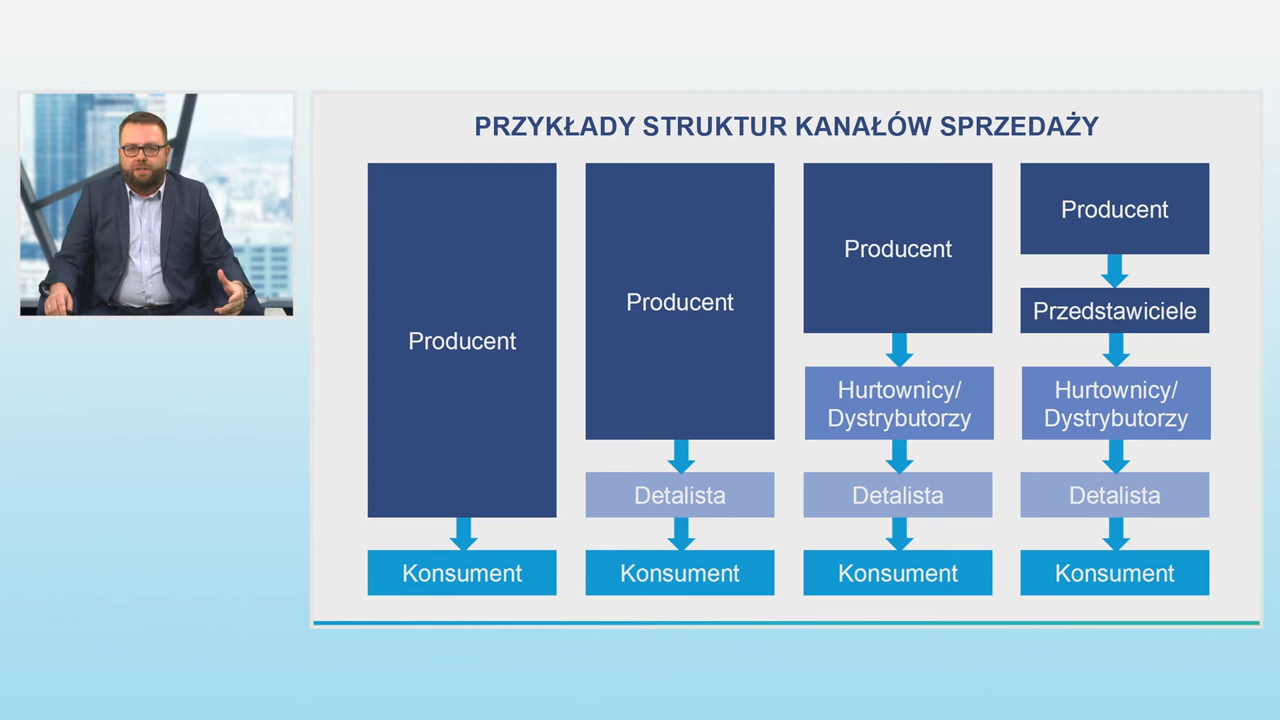 PRZYKŁADY STRUKTUR KANAŁÓW SPRZEDAŻY
Producent
Konsument
Producent
Detalista
Konsument
Producent
Hurtownicy/
Dystrybutorzy
Detalista
Konsument
Producent
Przedstawiciele
Hurtownicy/
Dystrybutorzy
Detalista
Konsument